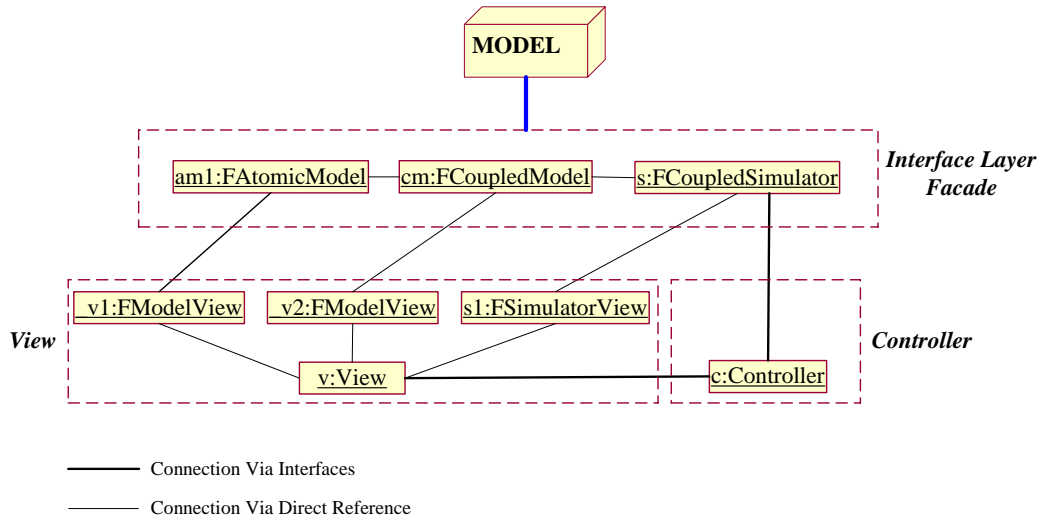 MODEL
Interface Layer
Facade
am1:FAtomicModel
cm:FCoupledModel
s:FCoupledSimulator
_v1:FModelView
_v2:FModelView
s1:FSimulatorView
View
Controller
v:View
c:Controller
Connection Via Interfaces
Connection Via Direct Reference